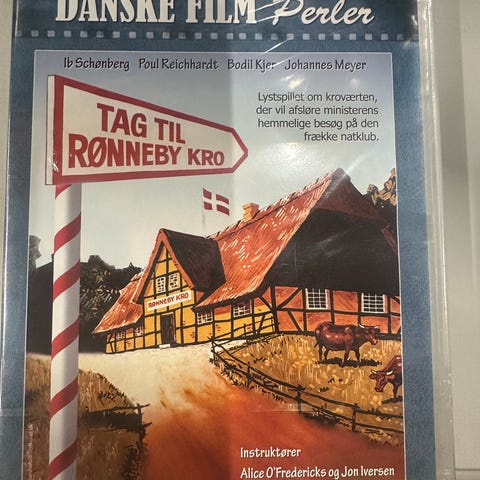 DANSKE FILM Perler
Ib Schønberg Poul Reichhardt Bodil Kjer Johannes Meyer
Lystspillet om kroværten,
der vil afsløre ministerens
hemmelige besøg på den
frække natklub.
TAG TIL
RØNNEBY KRO
RØNNEBY KRO
Instruktører
Alice O'Fredericks og Jon Iversen